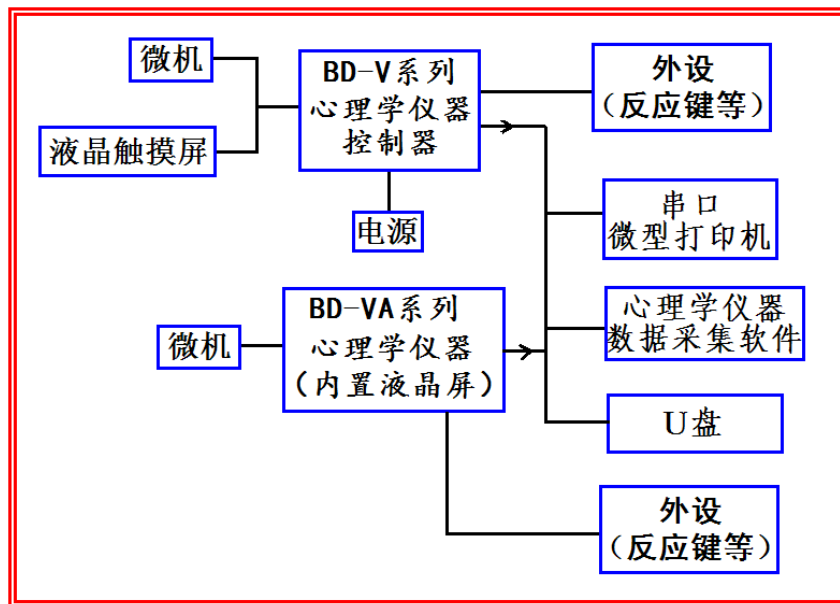 微机
液晶触摸屏
BD-V系列
心理学仪器
控制器
电源
外设
（反应键等）
串口
微型打印机
微机
BD-VA系列
心理学仪器
（内置液晶屏）
心理学仪器
数据采集软件
U盘
外设
（反应键等）